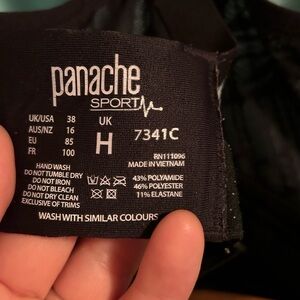 panache
SPORT
UK/USA 38 UK
AUS/NZ 16 H 7341C
EU 85
FR 100
RN111096
MADE IN VIETNAM
HAND WASH
DO NOT TUMBLE DRY
DO NOT IRON
DO NOT BLEACH
DO NOT DRY CLEAN
EXCLUSIVE OF TRIMS
43% POLYAMIDE
46% POLYESTER
11% ELASTANE
WASH WITH SIMILAR COLOURS